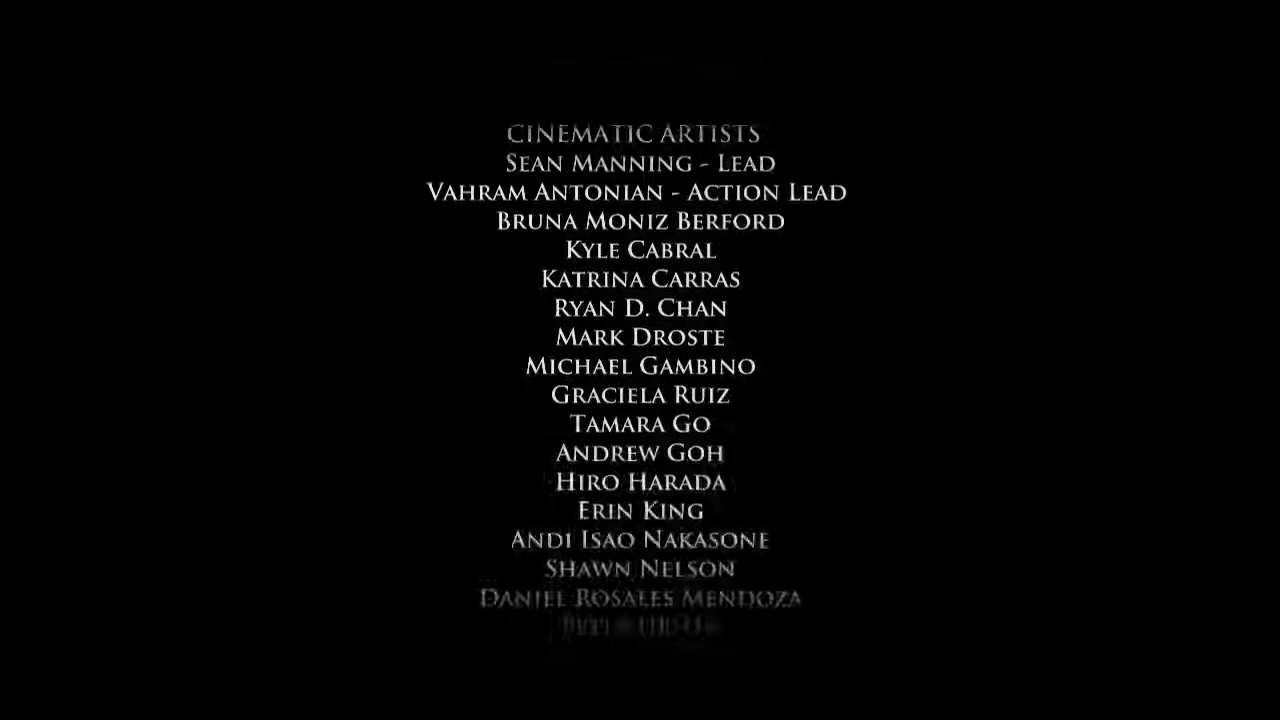 CINEMATIC ARTISTS
SEAN MANNING - LEAD
VAHRAM ANTONIAN - ACTION LEAD
BRUNA MONIZ BERFORD
KYLE CABRAL
KATRINA CARRAS
RYAN D. CHAN
MARK DROSTE
MICHAEL GAMBINO
GRACIELA RUIZ
TAMARA GO
ANDREW GOH
HIRO HARADA
ERIN KING
ANDI ISAO NAKASONE
SHAWN NELSON
DANIEL ROSALES MENDOZA